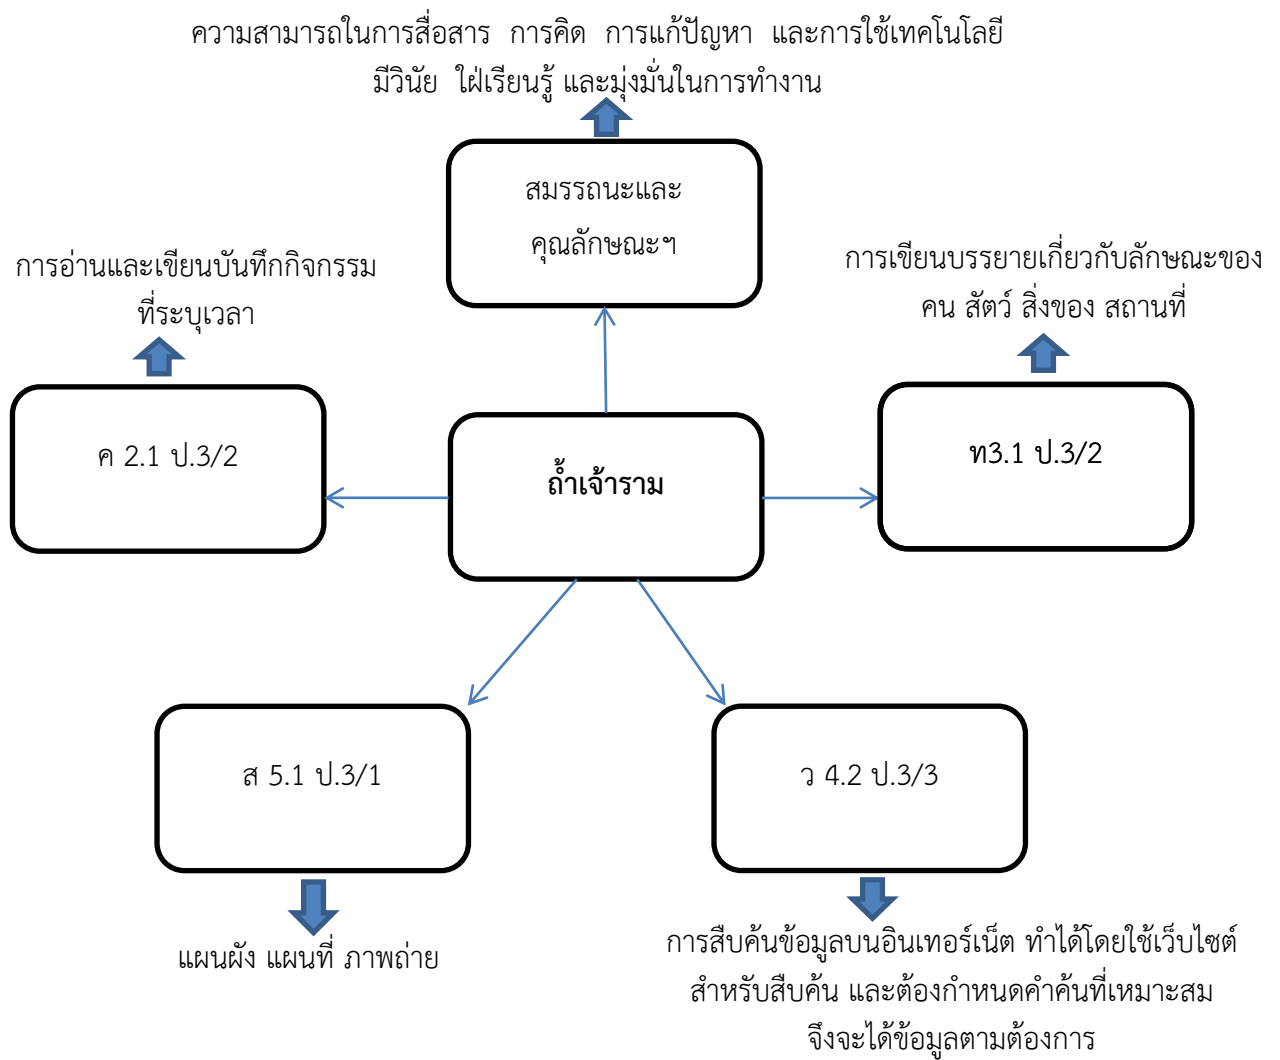 ความสามารถในการสื่อสาร การคิด การแก้ปัญหา และการใช้เทคโนโลยี
มีวินัย ใฝ่เรียนรู้ และมุ่งมั่นในการทำงาน
สมรรถนะและ
คุณลักษณะฯ
การอ่านและเขียนบันทึกกิจกรรม
ที่ระบุเวลา
การเขียนบรรยายเกี่ยวกับลักษณะของ
คน สัตว์ สิ่งของ สถานที่
ค 2.1 ป.3/2
ถ้ำเจ้าราม
ท3.1 ป.3/2
ส 5.1 ป.3/1
ว 4.2 ป.3/3
แผนผัง แผนที่ ภาพถ่าย
การสืบค้นข้อมูลบนอินเทอร์เน็ต ทำได้โดยใช้เว็บไซต์
สำหรับสืบค้น และต้องกำหนดคำค้นที่เหมาะสม
จึงจะได้ข้อมูลตามต้องการ